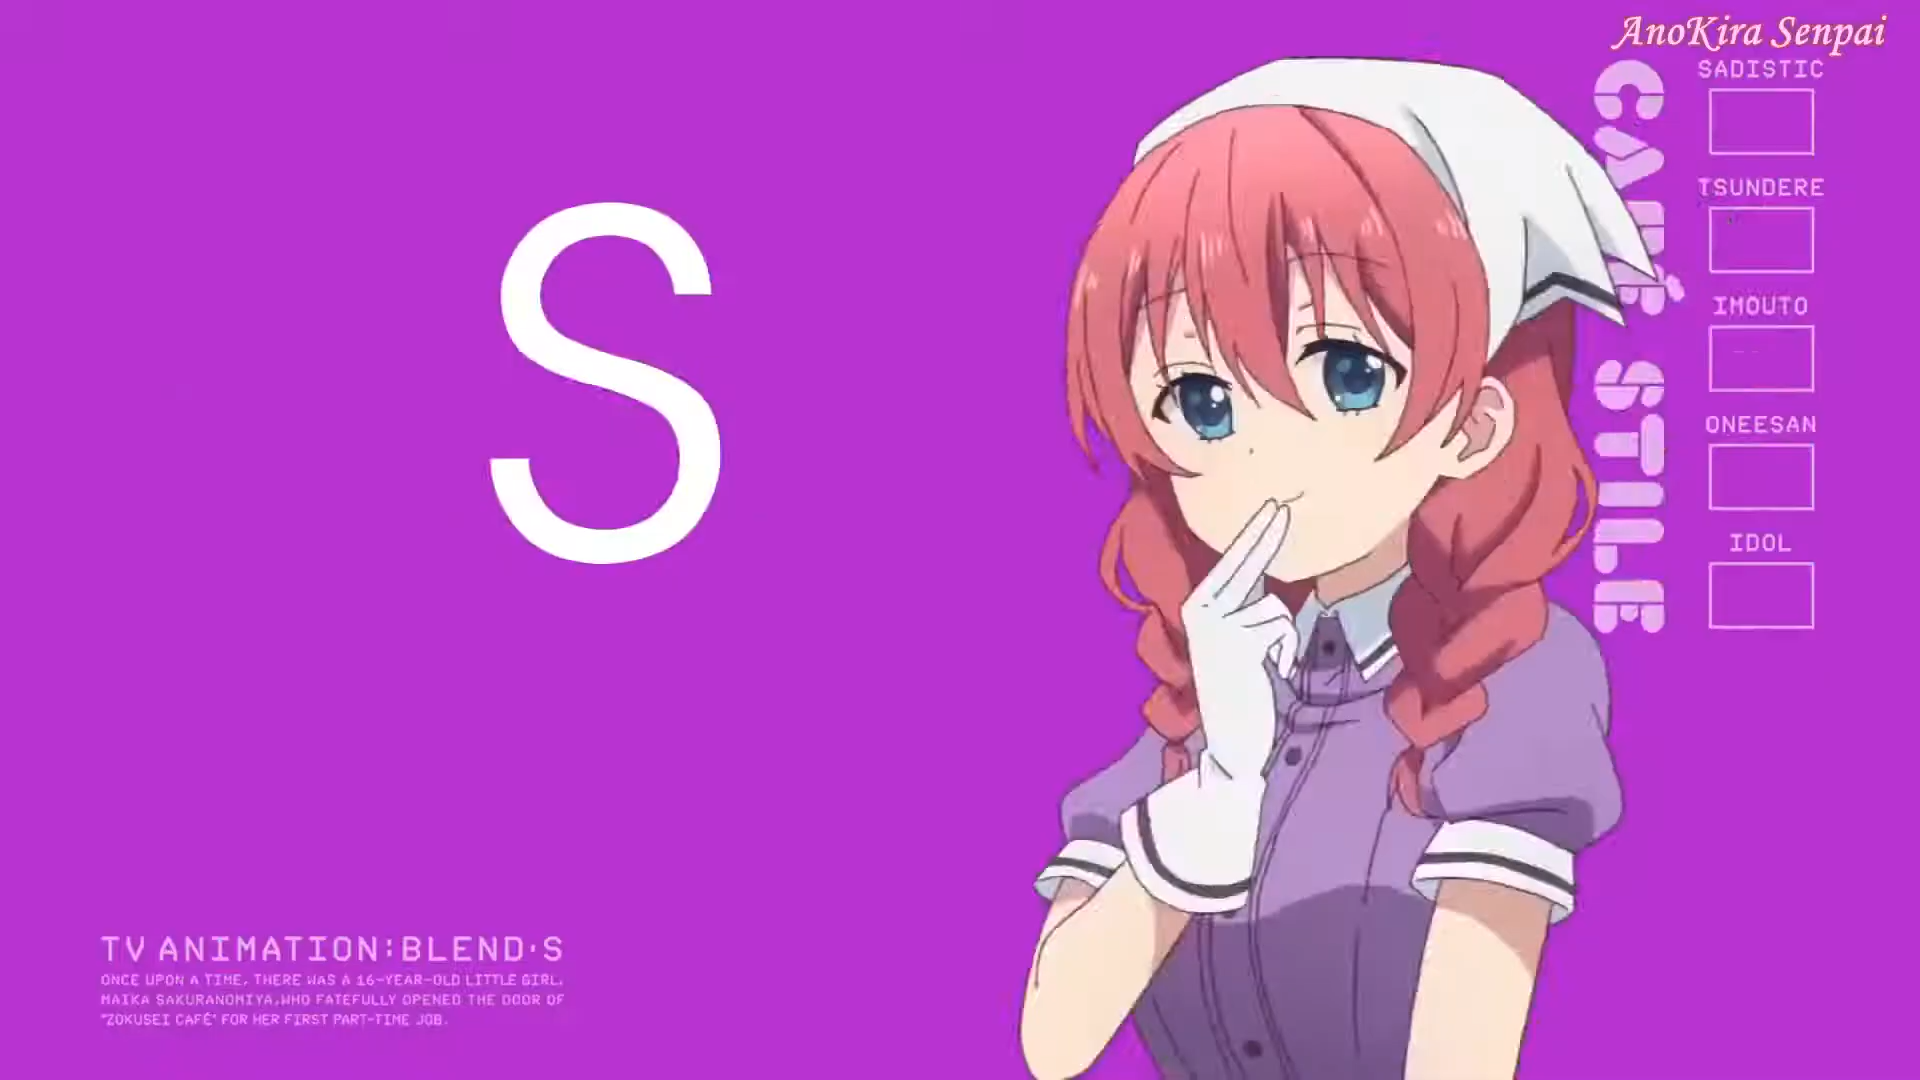 AnoKira Senpai
SADISTIC
TSUNDERE
IMOUTO
ONEESAN
IDOL
CAFÉ STILE
S
TV ANIMATION:BLEND·S
ONCE UPON A TIME, THERE WAS A 16-YEAR-OLD LITTLE GIRL,
MAIKA SAKURANOMIYA,WHO FATEFULLY OPENED THE DOOR OF
"ZOKUSEI CAFÉ" FOR HER FIRST PART-TIME JOB.